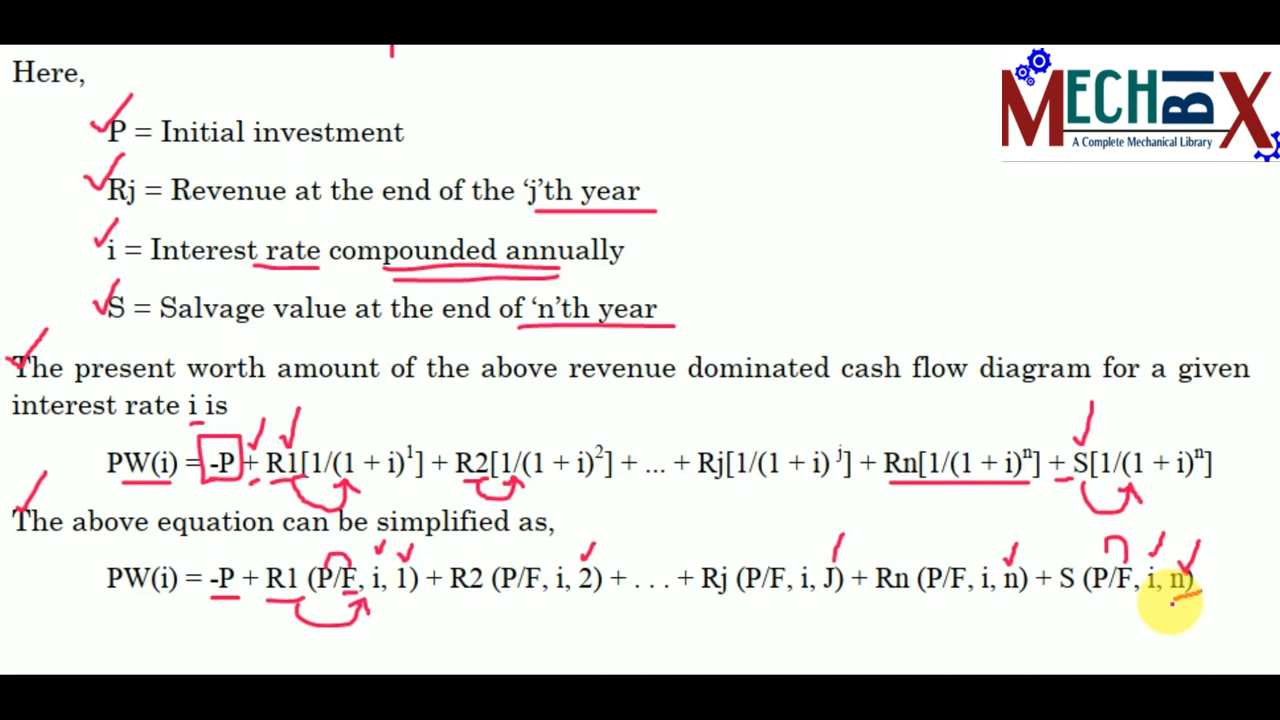 Here,
MECH BIX
A Complete Mechanical Library
P = Initial investment
Rj = Revenue at the end of the ‘j’th year
i = Interest rate compounded annually
S = Salvage value at the end of ‘n’th year
The present worth amount of the above revenue dominated cash flow diagram for a given
interest rate i is
PW(i) = -P + R1[1/(1 + i)¹] + R2[1/(1 + i)²] + ... + Rj[1/(1 + i) ʲ] + Rn[1/(1 + i)ⁿ] + S[1/(1 + i)ⁿ]
The above equation can be simplified as,
PW(i) = -P + R1 (P/F, i, 1) + R2 (P/F, i, 2) + . . . + Rj (P/F, i, J) + Rn (P/F, i, n) + S (P/F, i, n)